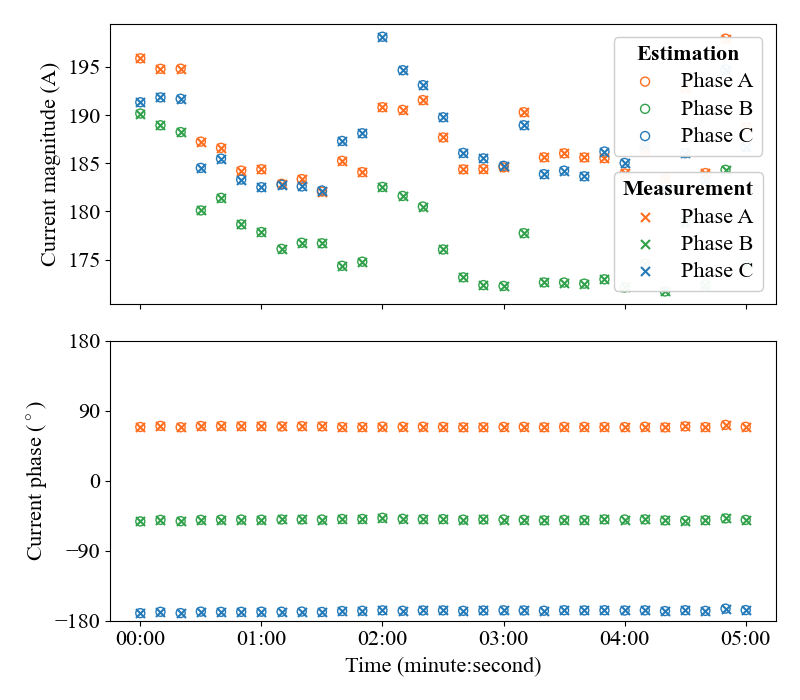 195
190
185
180
175
Current magnitude (A)
Estimation
Phase A
Phase B
Phase C
Measurement
Phase A
Phase B
Phase C
180
90
0
−90
−180
Current phase (°)
00:00 01:00 02:00 03:00 04:00 05:00
Time (minute:second)